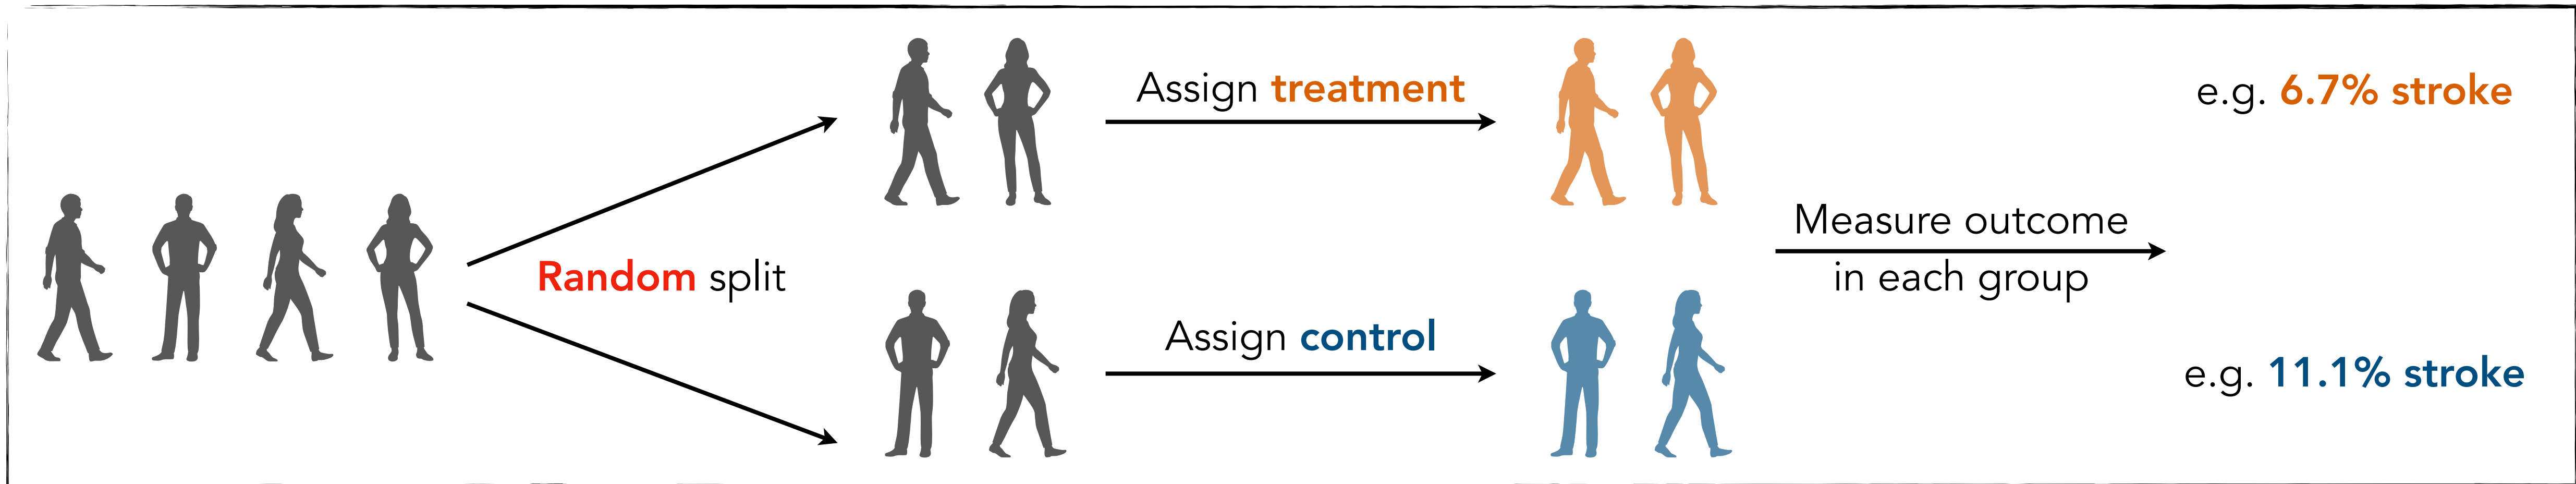 Random split
Assign treatment
Assign control
Measure outcome
in each group
e.g. 6.7% stroke
e.g. 11.1% stroke